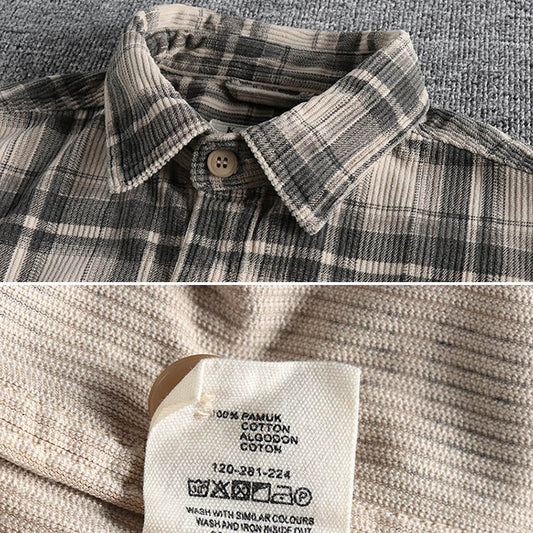 100% PAMUK
COTTON
ALGODON
COTON
120-281-224
WASH WITH SIMILAR COLOURS
WASH AND IRON INSIDE OUT